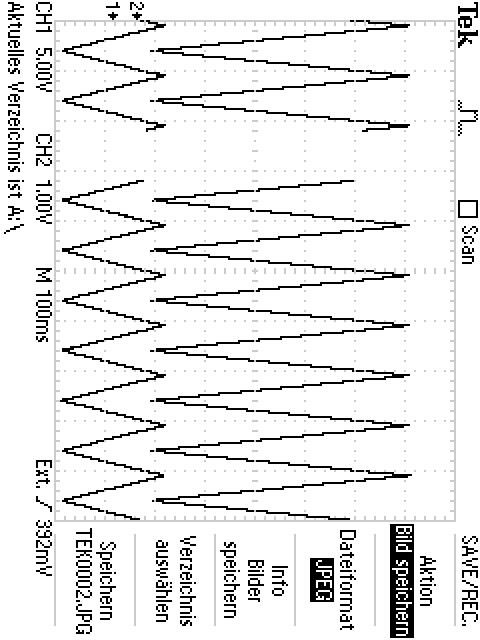 Tek
Scan
SAVE/REC.
Aktion
Bild speichern
Dateiformat
JPEG
Info
Bilder
speichern
Verzeichnis
auswählen
Speichern
TEK0002.JPG
2
1
CH1 5.00V CH2 1.00V M 100ms Ext. 392mV
Aktuelles Verzeichnis ist A:\